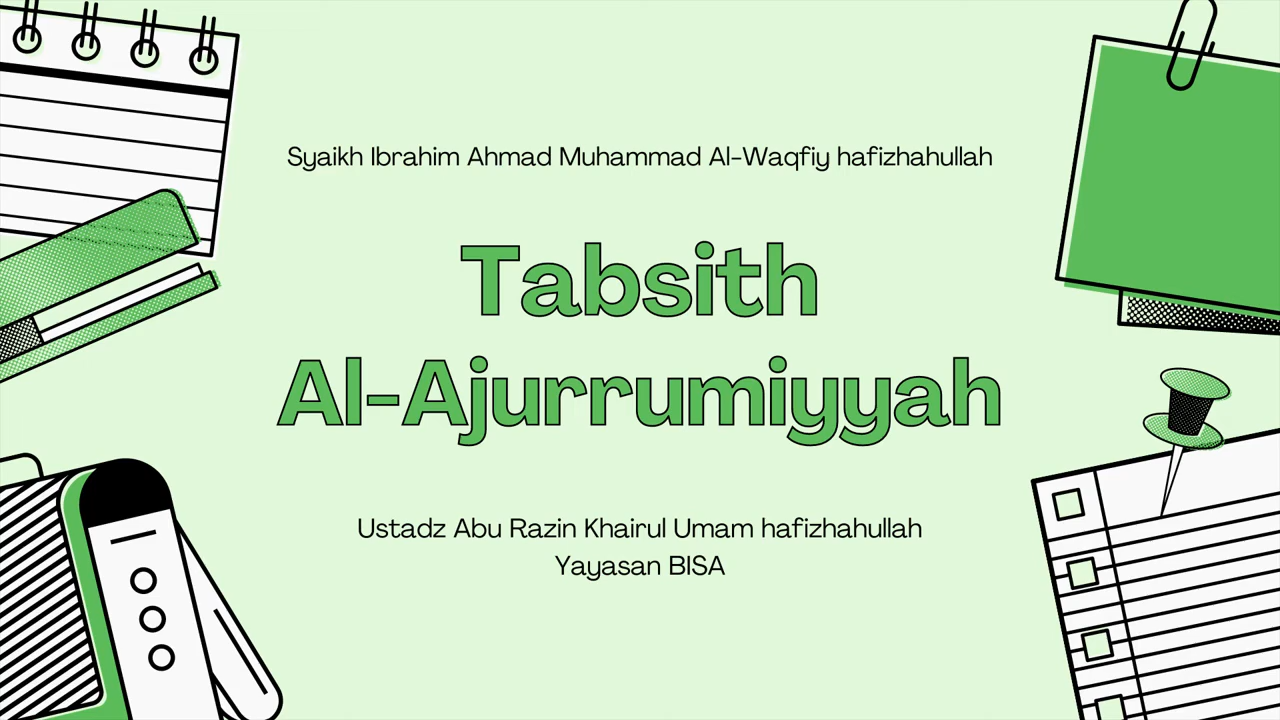 Syaikh Ibrahim Ahmad Muhammad Al-Waqfiy hafizhahullah
Tabsith
Al-Ajurrumiyyah
Ustadz Abu Razin Khairul Umam hafizhahullah
Yayasan BISA